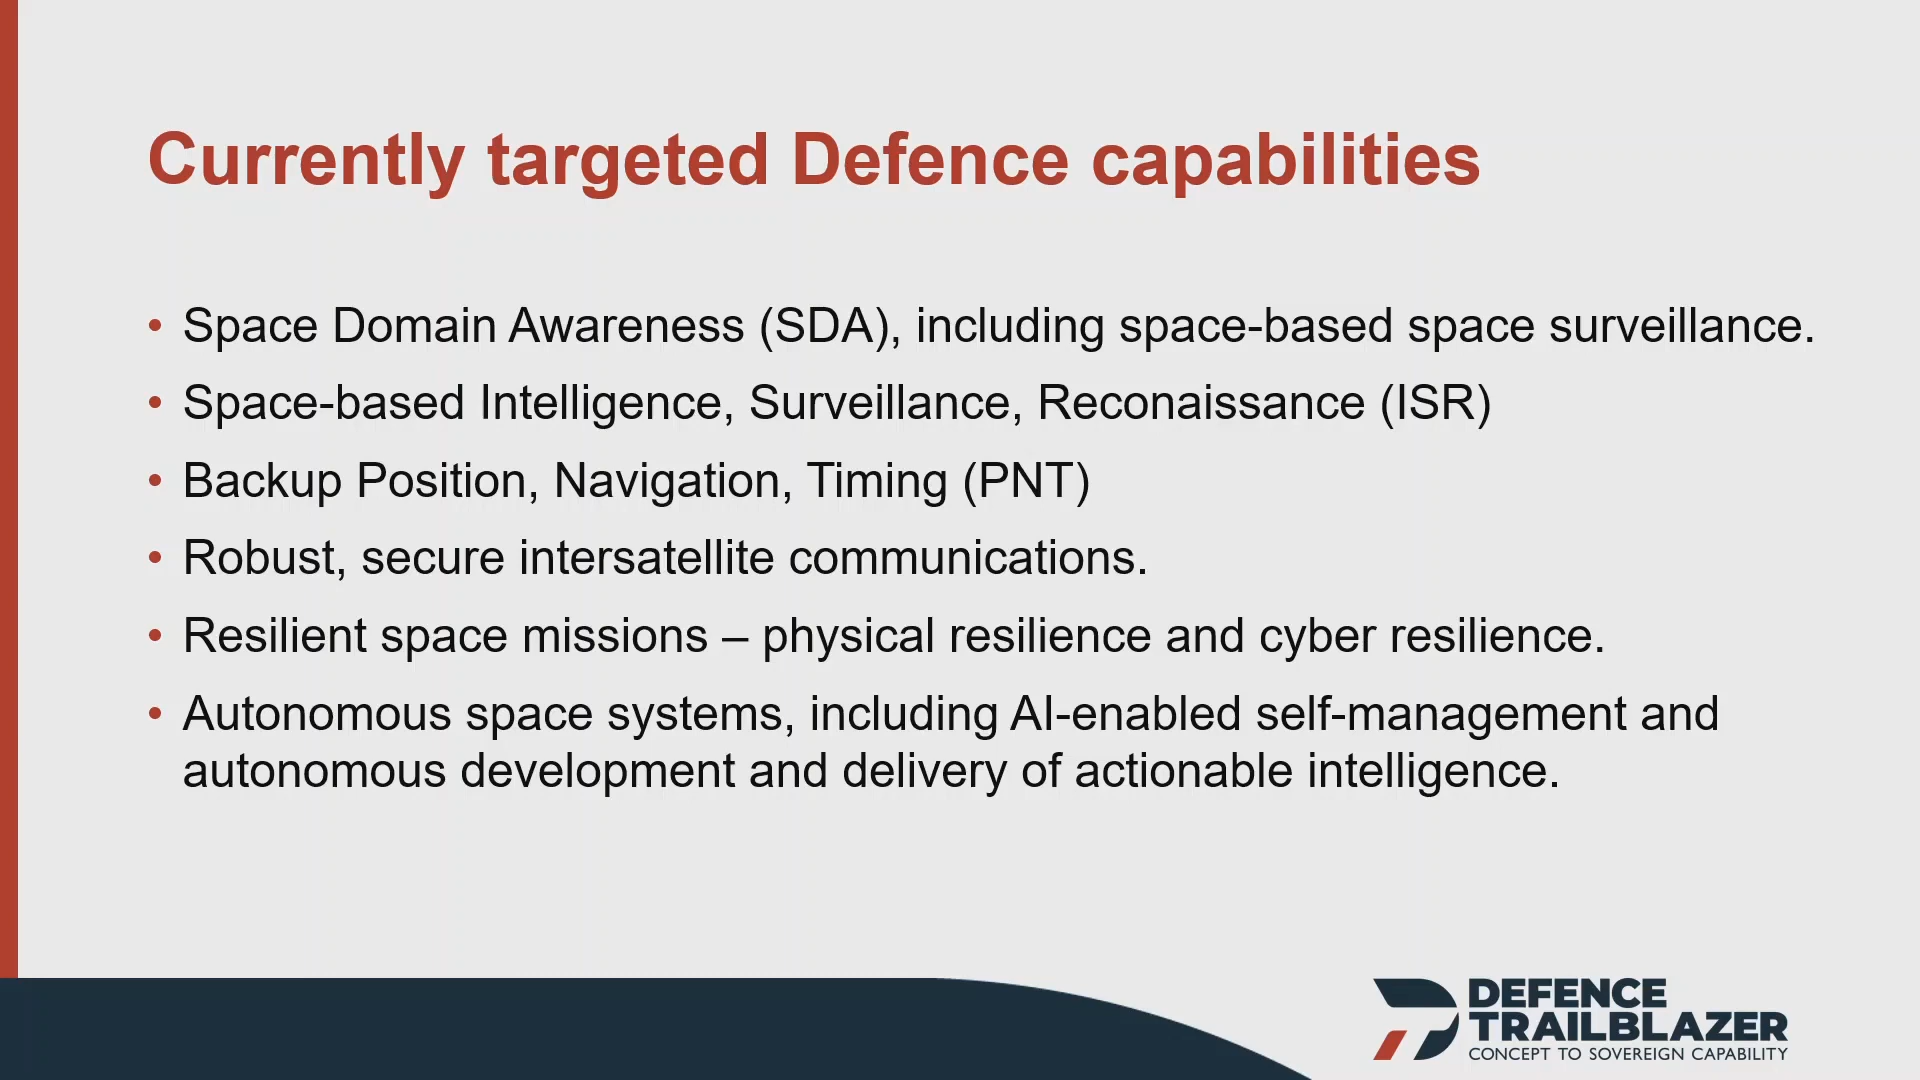 Currently targeted Defence capabilities
• Space Domain Awareness (SDA), including space-based space surveillance.
• Space-based Intelligence, Surveillance, Reconaissance (ISR)
• Backup Position, Navigation, Timing (PNT)
• Robust, secure intersatellite communications.
• Resilient space missions – physical resilience and cyber resilience.
• Autonomous space systems, including AI-enabled self-management and
autonomous development and delivery of actionable intelligence.
DEFENCE
TRAILBLAZER
CONCEPT TO SOVEREIGN CAPABILITY